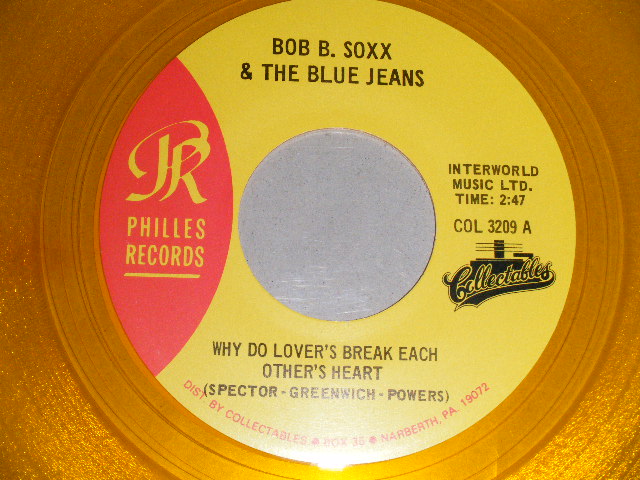 BOB B. SOXX
& THE BLUE JEANS
PR
PHILLES
RECORDS
INTERWORLD
MUSIC LTD.
TIME: 2:47
COL 3209 A
Collectables
WHY DO LOVER'S BREAK EACH
OTHER'S HEART
(SPECTOR - GREENWICH - POWERS)
DIST. BY COLLECTABLES ● BOX 35 ● NARBERTH, PA. 19072